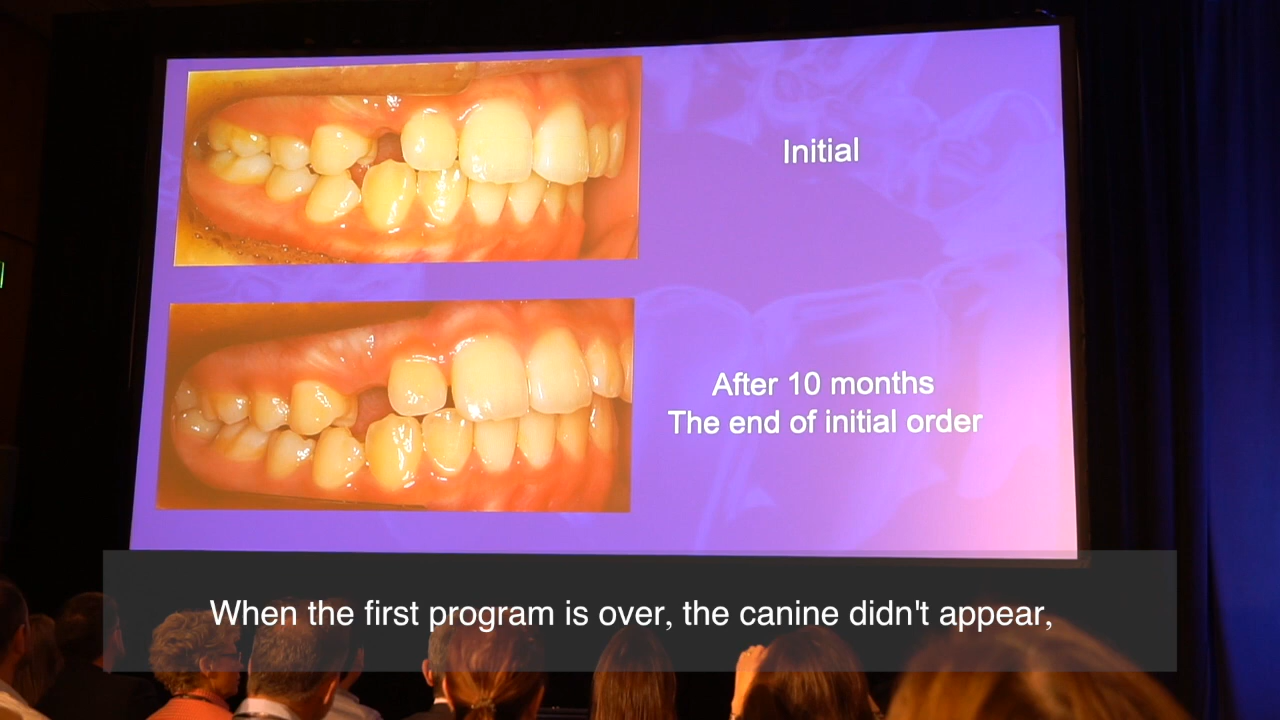 Initial
After 10 months
The end of initial order
When the first program is over, the canine didn't appear,